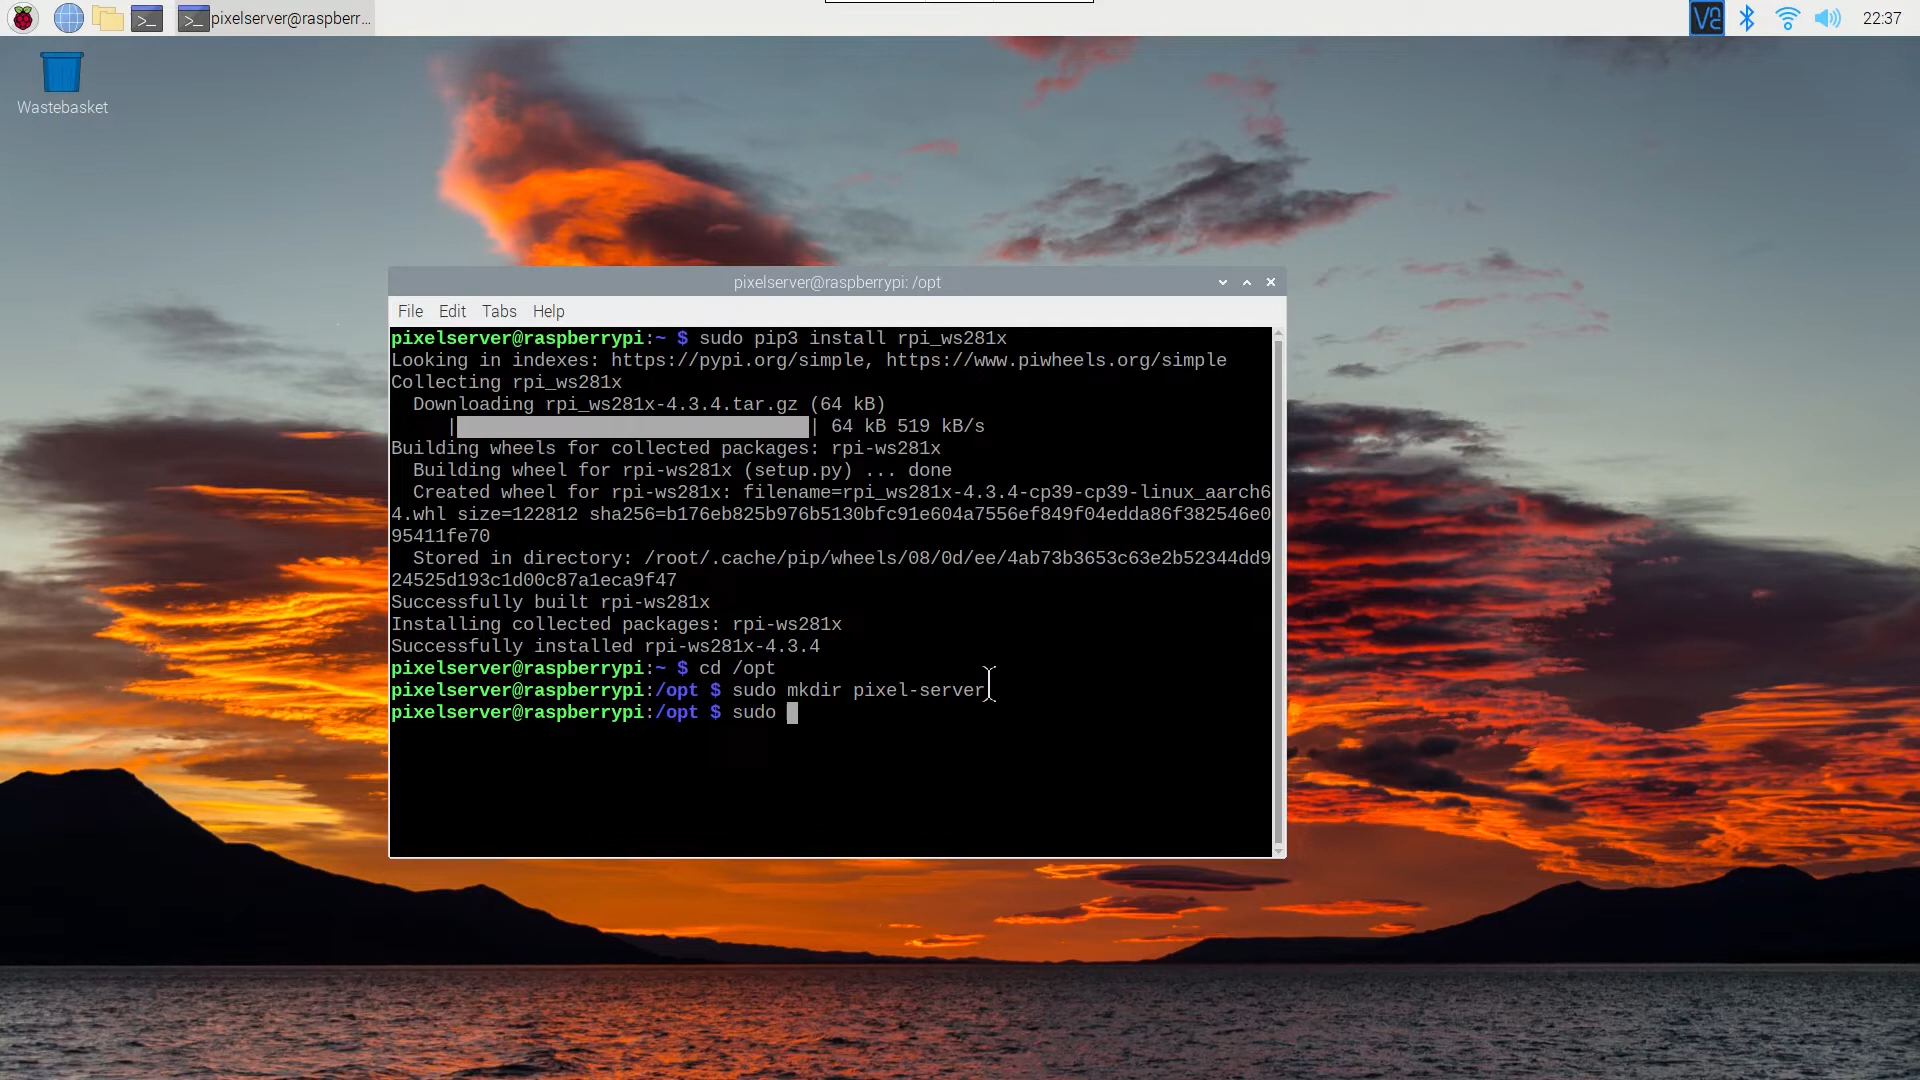 pixelserver@raspberr...
22:37
Wastebasket
pixelserver@raspberrypi: /opt
File Edit Tabs Help
pixelserver@raspberrypi:~ $ sudo pip3 install rpi_ws281x
Looking in indexes: https://pypi.org/simple, https://www.piwheels.org/simple
Collecting rpi_ws281x
Downloading rpi_ws281x-4.3.4.tar.gz (64 kB)
| | 64 kB 519 kB/s
Building wheels for collected packages: rpi-ws281x
Building wheel for rpi-ws281x (setup.py) ... done
Created wheel for rpi-ws281x: filename=rpi_ws281x-4.3.4-cp39-cp39-linux_aarch6
4.whl size=122812 sha256=b176eb825b976b5130bfc91e604a7556ef849f04edda86f382546e0
95411fe70
Stored in directory: /root/.cache/pip/wheels/08/0d/ee/4ab73b3653c63e2b52344dd9
24525d193c1d00c87a1eca9f47
Successfully built rpi-ws281x
Installing collected packages: rpi-ws281x
Successfully installed rpi-ws281x-4.3.4
pixelserver@raspberrypi:~ $ cd /opt
pixelserver@raspberrypi:/opt $ sudo mkdir pixel-server
pixelserver@raspberrypi:/opt $ sudo